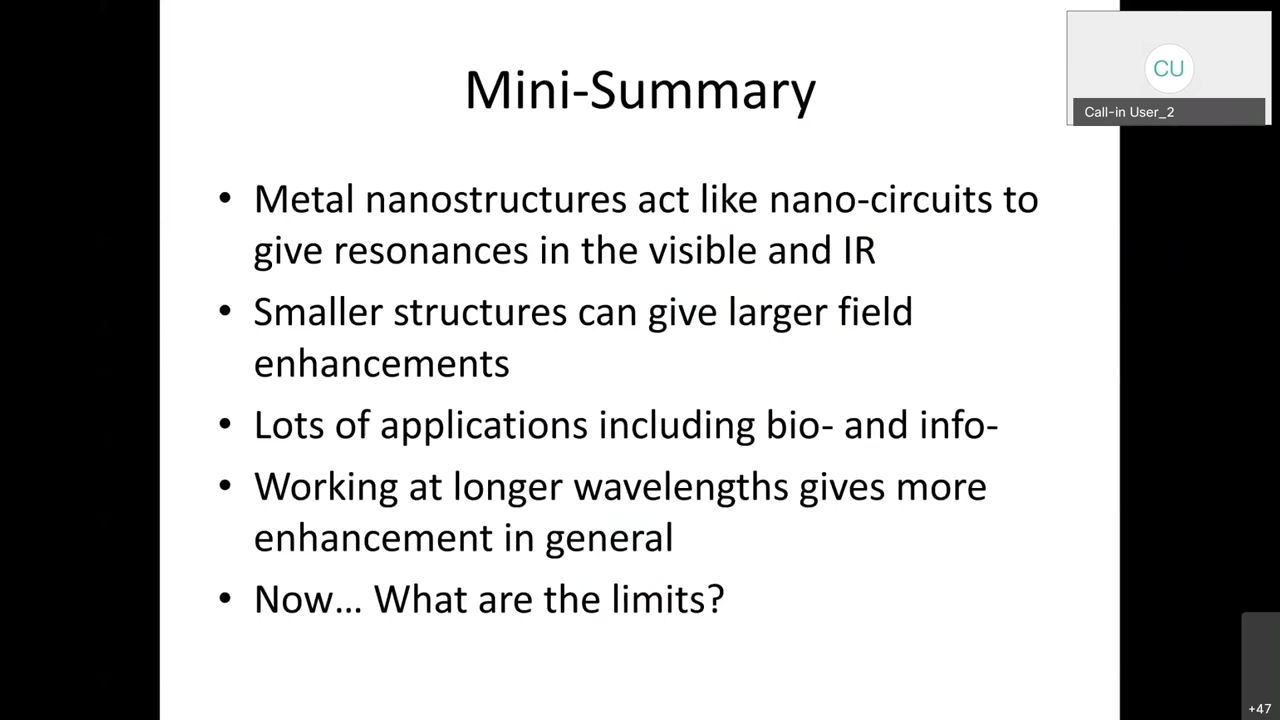 Mini-Summary
CU
Call-in User_2
• Metal nanostructures act like nano-circuits to
give resonances in the visible and IR
• Smaller structures can give larger field
enhancements
• Lots of applications including bio- and info-
• Working at longer wavelengths gives more
enhancement in general
• Now… What are the limits?
+47